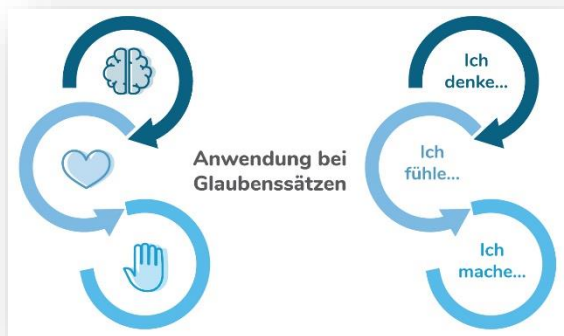 Anwendung bei
Glaubenssätzen
Ich
denke...
Ich
fühle...
Ich
mache...